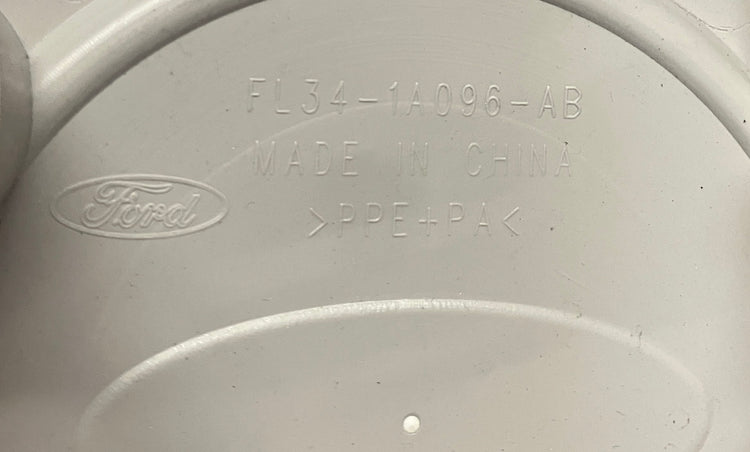 FL34-1A096-AB
MADE IN CHINA
Ford
>PPE+PA<